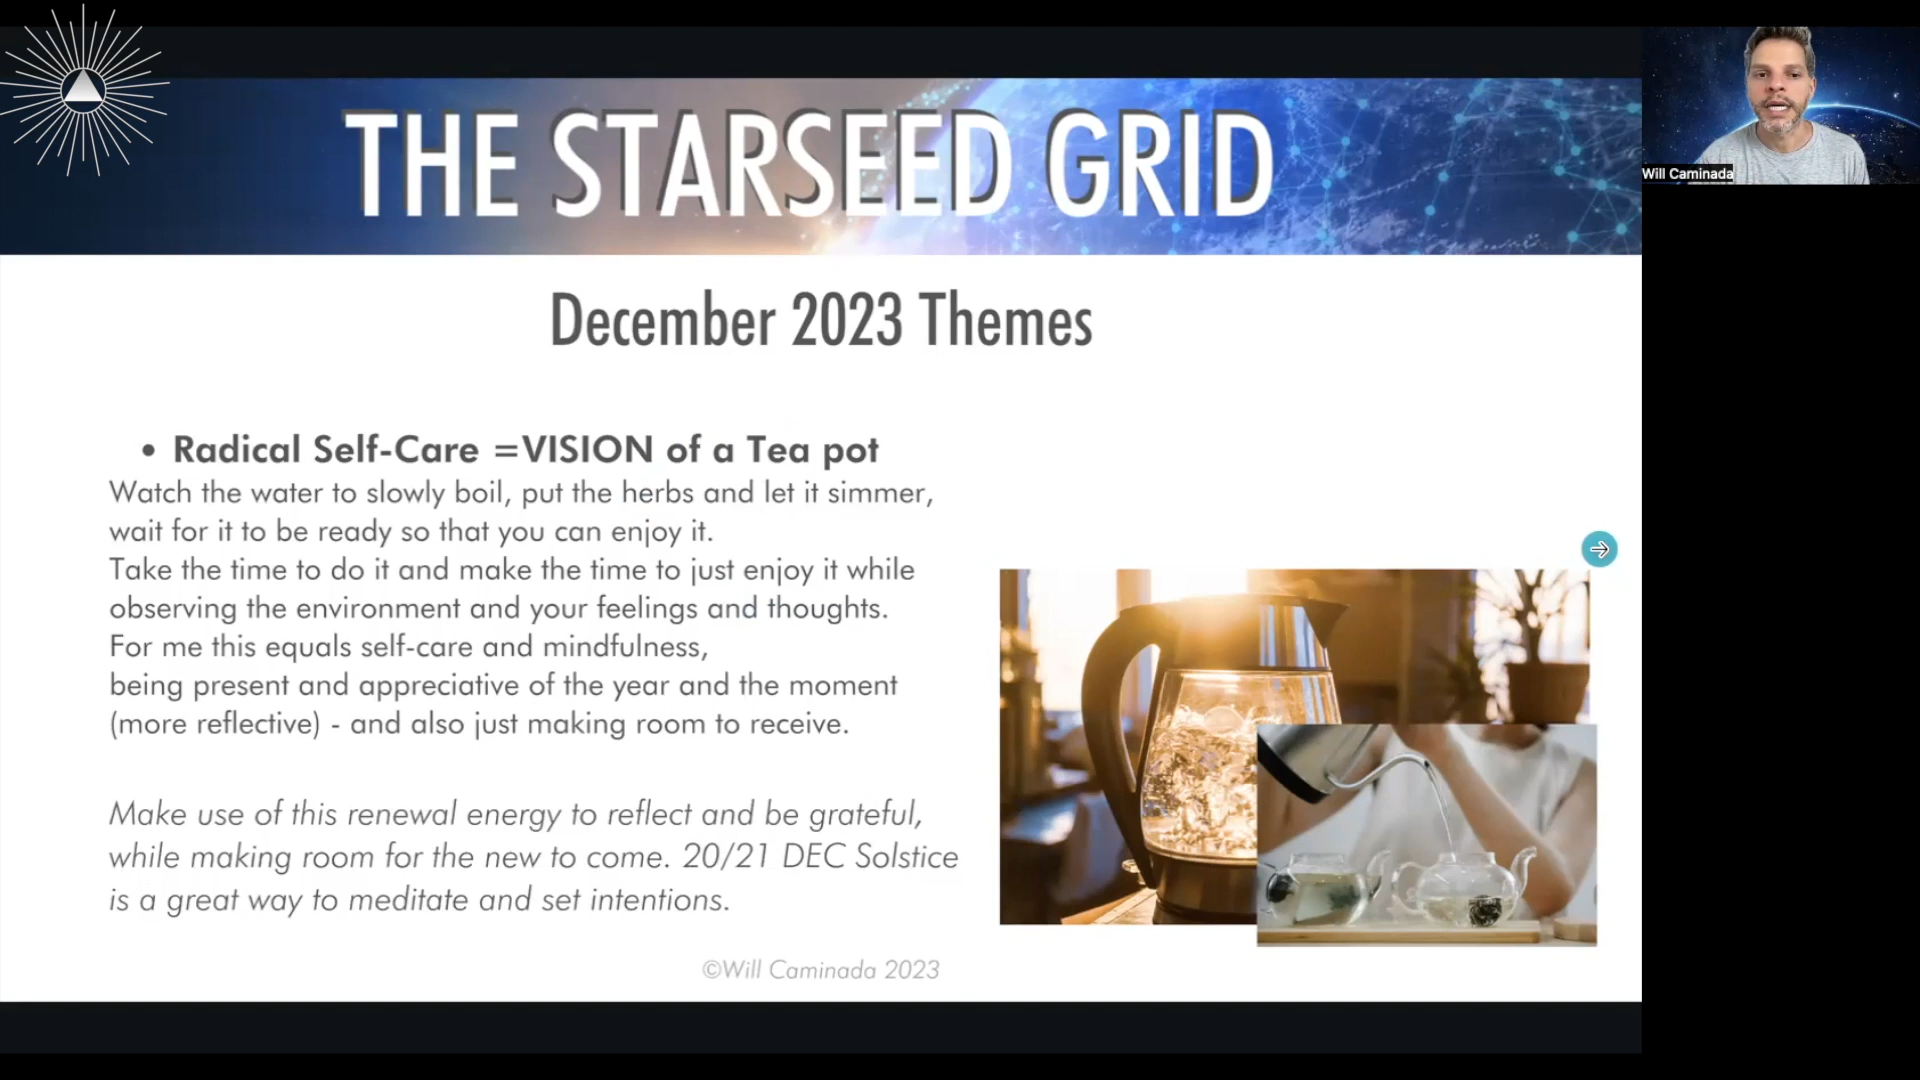 THE STARSEED GRID
Will Caminada
December 2023 Themes
• Radical Self-Care =VISION of a Tea pot
Watch the water to slowly boil, put the herbs and let it simmer,
wait for it to be ready so that you can enjoy it.
Take the time to do it and make the time to just enjoy it while
observing the environment and your feelings and thoughts.
For me this equals self-care and mindfulness,
being present and appreciative of the year and the moment
(more reflective) - and also just making room to receive.
Make use of this renewal energy to reflect and be grateful,
while making room for the new to come. 20/21 DEC Solstice
is a great way to meditate and set intentions.
©Will Caminada 2023